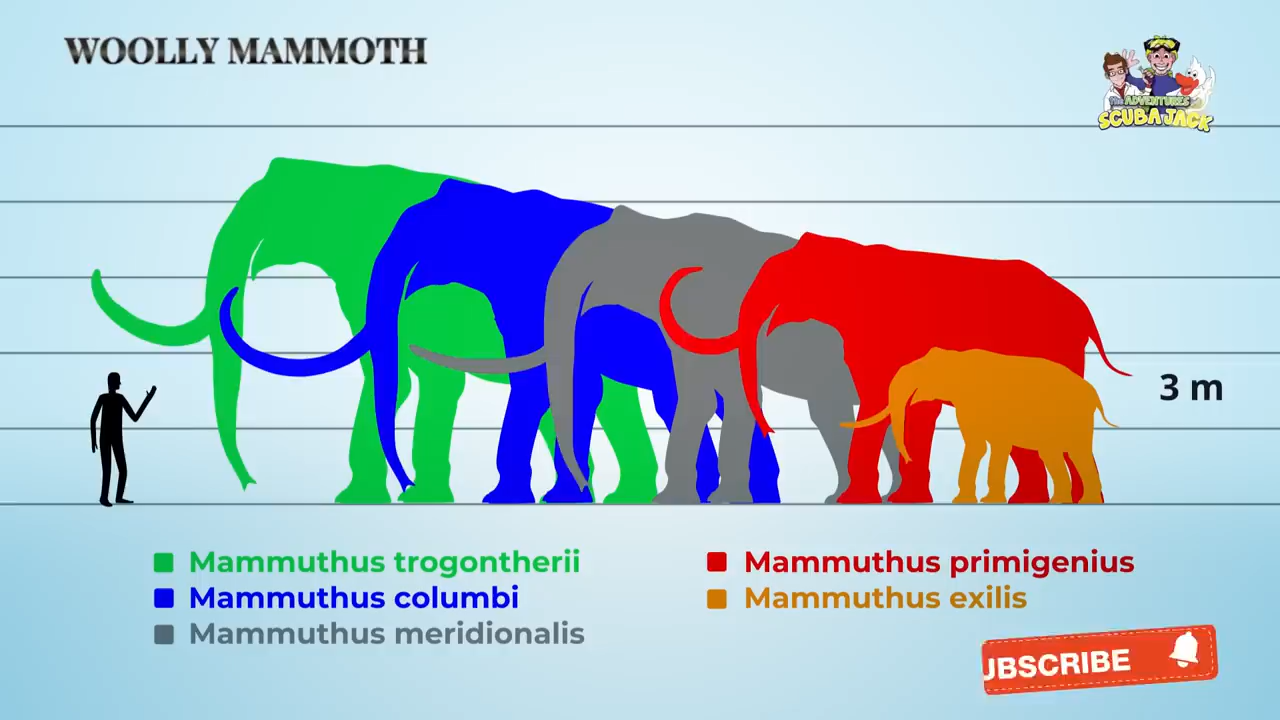 WOOLLY MAMMOTH
THE ADVENTURES OF
SCUBA JACK
3 m
Mammuthus trogontherii
Mammuthus columbi
Mammuthus meridionalis
Mammuthus primigenius
Mammuthus exilis
UBSCRIBE